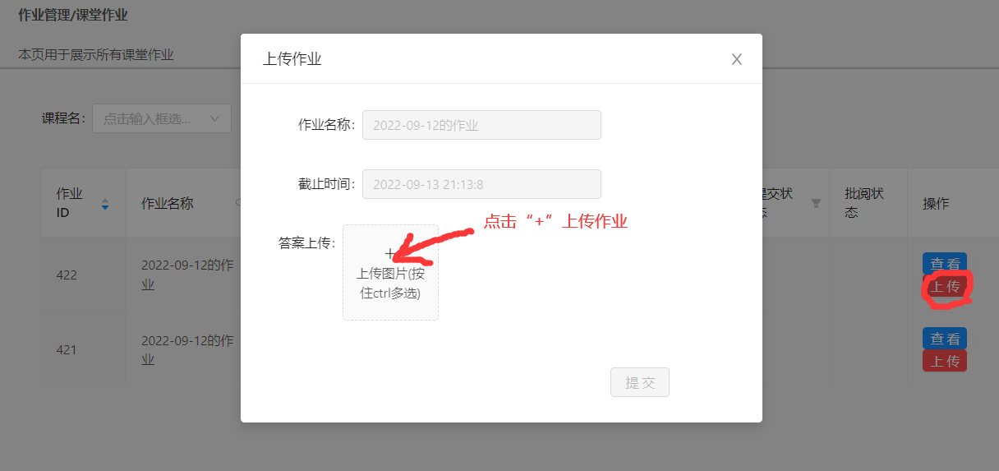 作业管理/课堂作业
本页用于展示所有课堂作业
上传作业
课程名：
点击输入框选...
作业名称：
2022-09-12的作业
截止时间：
2022-09-13 21:13:8
点击“+”上传作业
答案上传：
+
上传图片(按
住ctrl多选)
提 交
作业
ID
作业名称
提交状
态
批阅状
态
操作
422
2022-09-12的作
业
查 看
上 传
421
2022-09-12的作
业
查 看
上 传